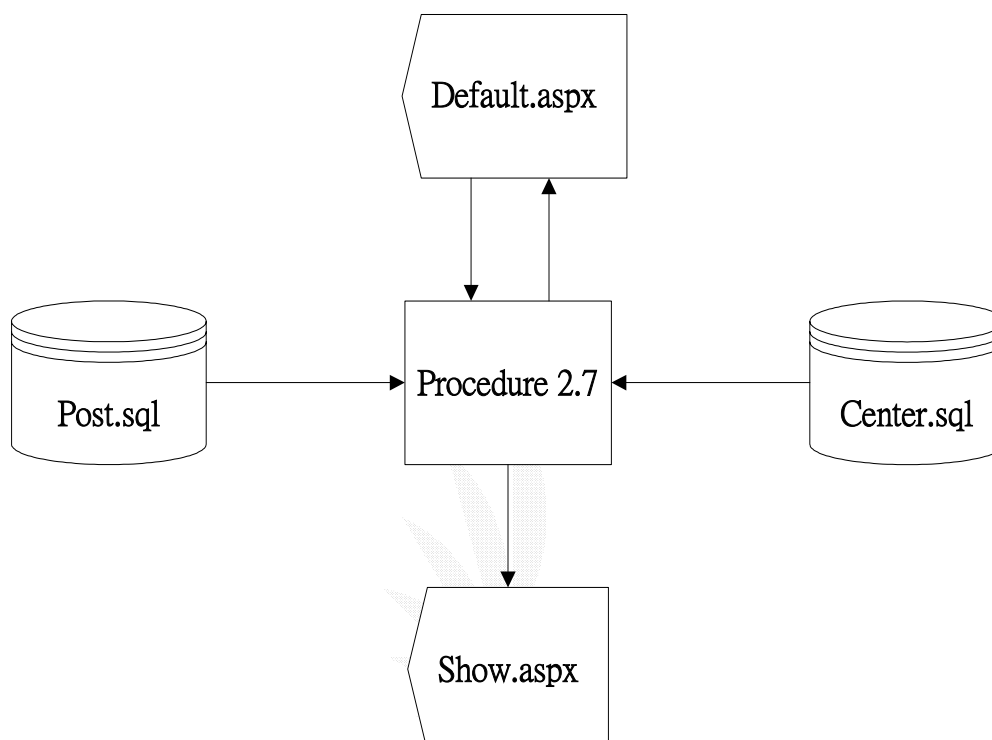 Default.aspx
Post.sql
Procedure 2.7
Center.sql
Show.aspx